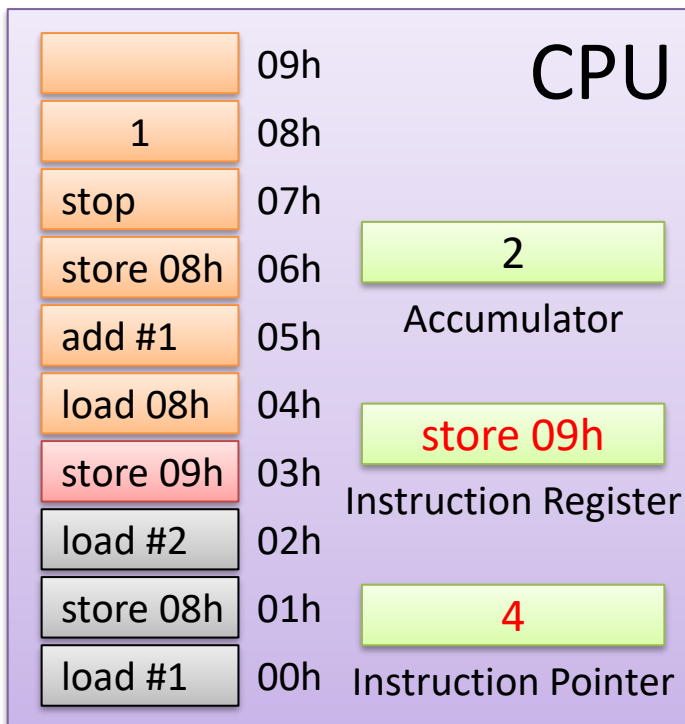 CPU
09h
1 08h
stop 07h
store 08h 06h
add #1 05h
load 08h 04h
store 09h 03h
load #2 02h
store 08h 01h
load #1 00h
2
Accumulator
store 09h
Instruction Register
4
Instruction Pointer